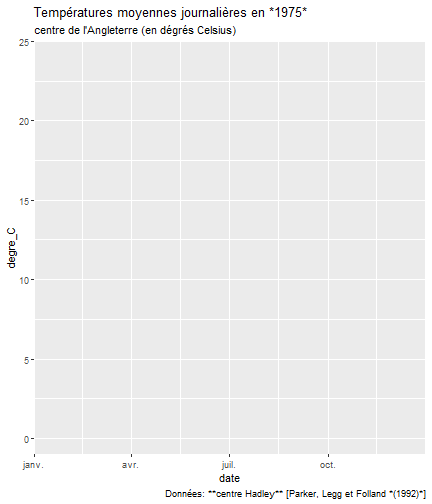 Températures moyennes journalières en *1975*
centre de l'Angleterre (en dégrés Celsius)
25
20
15
10
5
0
degre_C
janv.
avr.
juil.
oct.
date
Données: **centre Hadley** [Parker, Legg et Folland *(1992)*]